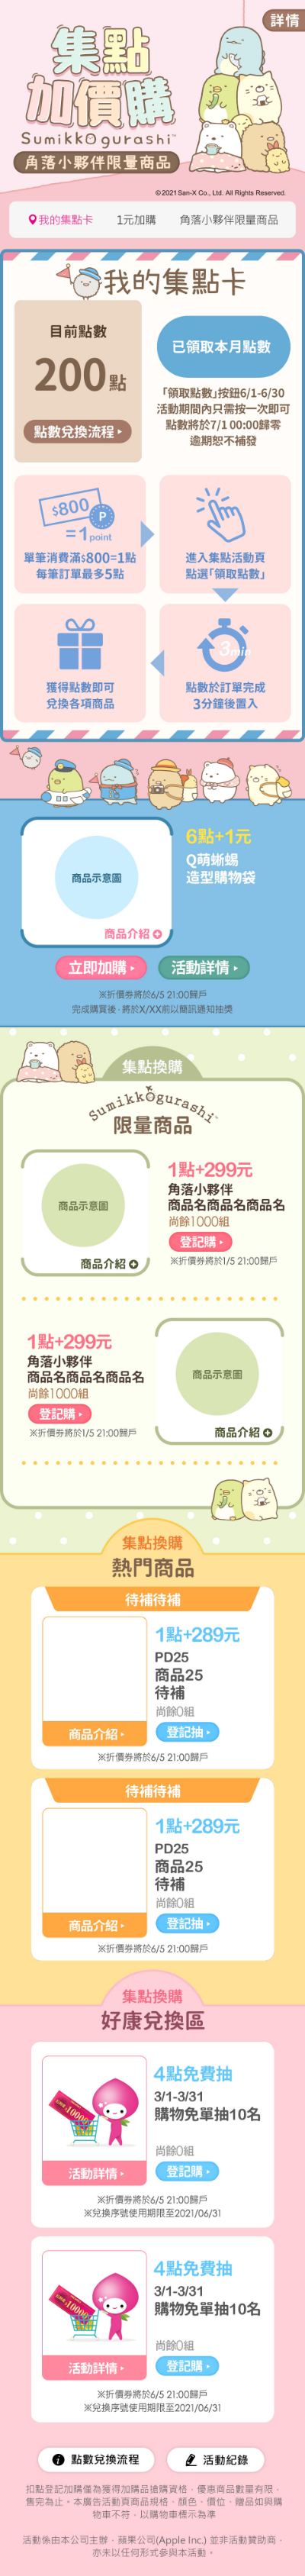 詳情
集點
加價購
Sumikkogurashi™
角落小夥伴限量商品
©2021 San-X Co., Ltd. All Rights Reserved.
我的集點卡
1元加購
角落小夥伴限量商品
我的集點卡
目前點數
200點
點數兌換流程
已領取本月點數
「領取點數」按鈕6/1-6/30
活動期間內只需按一次即可
點數將於7/1 00:00歸零
逾期恕不補發
$800
P
=1 point
單筆消費滿$800=1點
每筆訂單最多5點
進入集點活動頁
點選「領取點數」
獲得點數即可
兌換各項商品
3min
點數於訂單完成
3分鐘後置入
商品示意圖
商品介紹
6點+1元
Q萌蜥蜴
造型購物袋
立即加購
活動詳情
※折價券將於6/5 21:00歸戶
完成購買後，將於X/XX前以簡訊通知抽獎
集點換購
Sumikkogurashi™
限量商品
商品示意圖
商品介紹
1點+299元
角落小夥伴
商品名商品名商品名
尚餘1000組
登記購
※折價券將於1/5 21:00歸戶
1點+299元
角落小夥伴
商品名商品名商品名
尚餘1000組
登記購
※折價券將於1/5 21:00歸戶
商品示意圖
商品介紹
集點換購
熱門商品
待補待補
1點+289元
PD25
商品25
待補
尚餘0組
商品介紹
登記抽
※折價券將於6/5 21:00歸戶
待補待補
1點+289元
PD25
商品25
待補
尚餘0組
商品介紹
登記抽
※折價券將於6/5 21:00歸戶
集點換購
好康兌換區
4點免費抽
3/1-3/31
購物免單抽10名
尚餘0組
活動詳情
登記購
※折價券將於6/5 21:00歸戶
※兌換序號使用期限至2021/06/31
4點免費抽
3/1-3/31
購物免單抽10名
尚餘0組
活動詳情
登記購
※折價券將於6/5 21:00歸戶
※兌換序號使用期限至2021/06/31
點數兌換流程
活動紀錄
扣點登記加購僅為獲得加購品搶購資格，優惠商品數量有限，
售完為止。本廣告活動頁商品規格、顏色、價位、贈品如與購
物車不符，以購物車標示為準
活動係由本公司主辦，蘋果公司(Apple Inc.) 並非活動贊助商，
亦未以任何形式參與本活動。